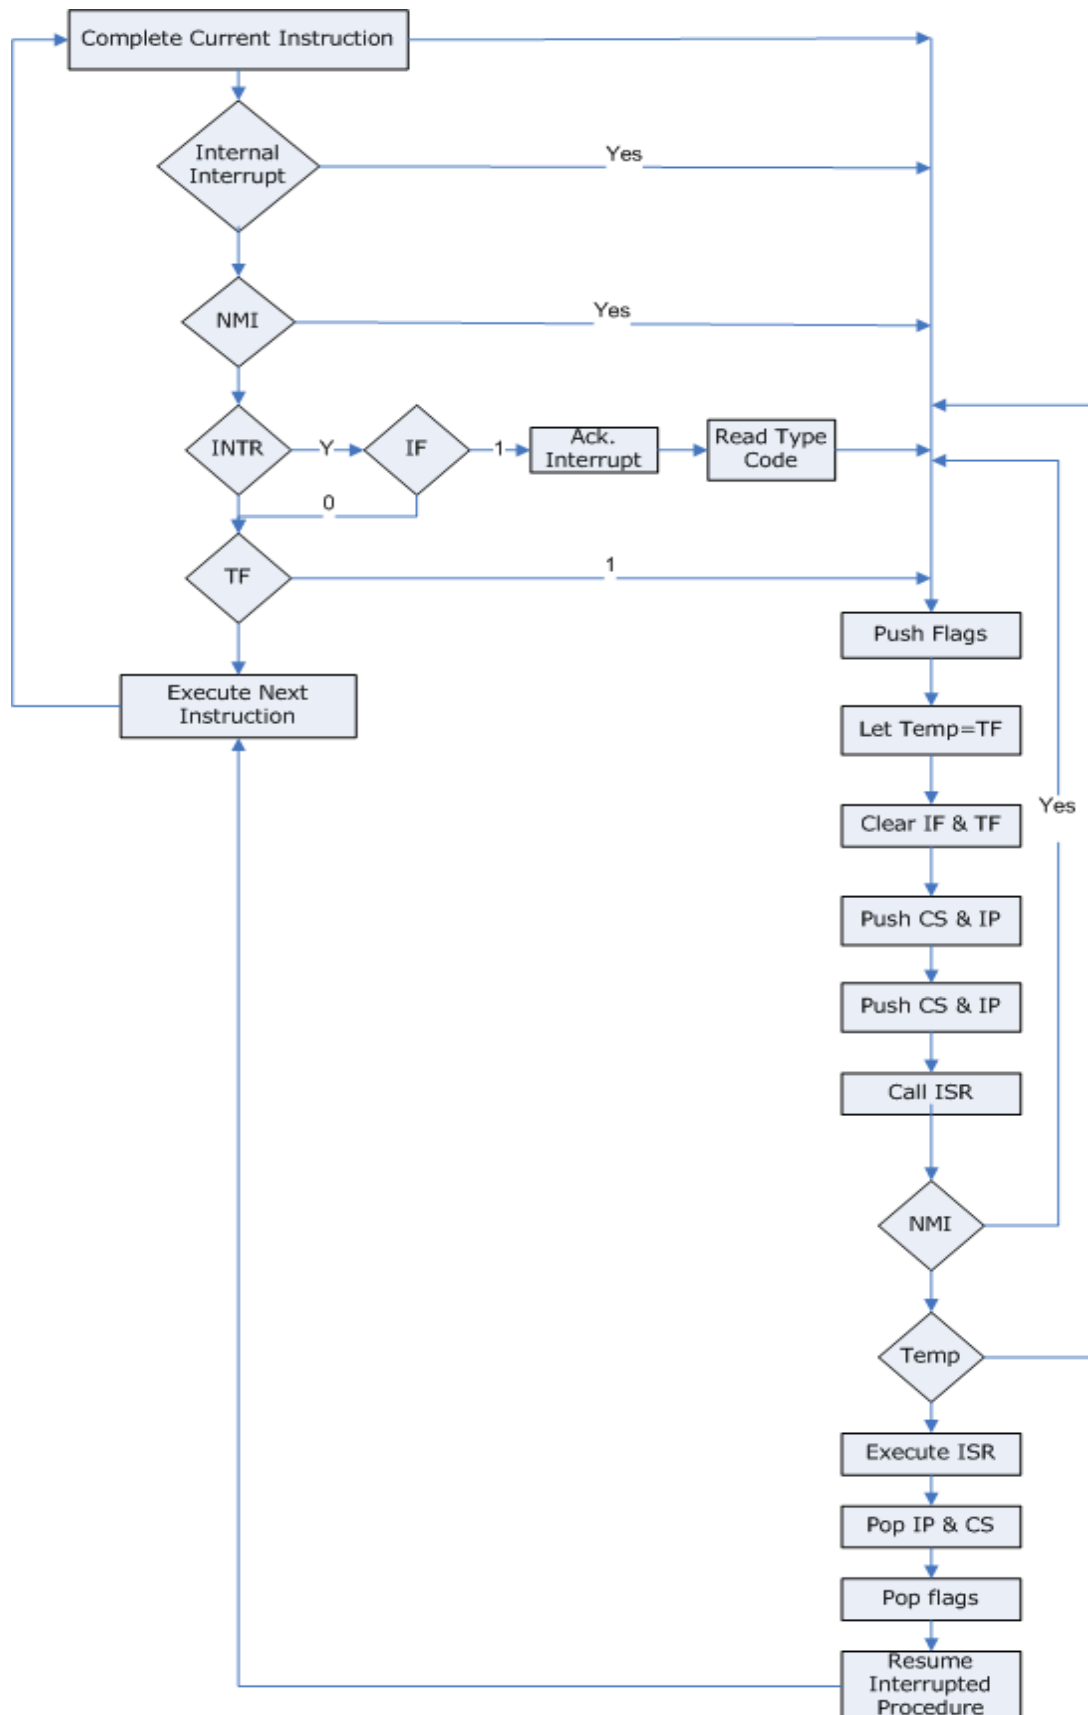 Complete Current Instruction
Internal
Interrupt
Yes
NMI
Yes
INTR
Y
IF
1
Ack.
Interrupt
Read Type
Code
0
TF
1
Push Flags
Execute Next
Instruction
Let Temp=TF
Yes
Clear IF & TF
Push CS & IP
Push CS & IP
Call ISR
NMI
Temp
Execute ISR
Pop IP & CS
Pop flags
Resume
Interrupted
Procedure